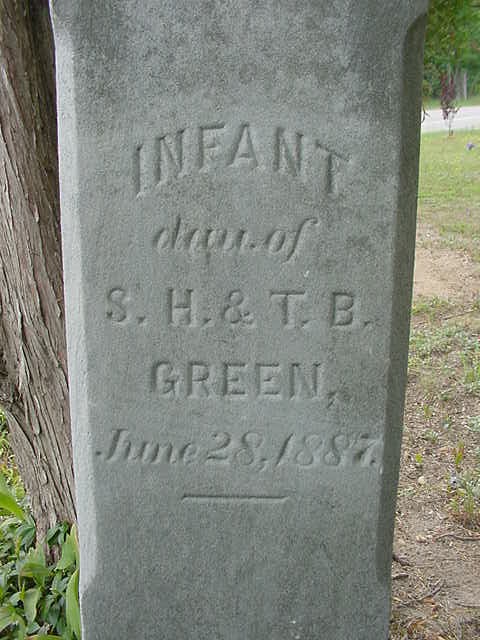 INFANT
dau. of
S. H. & T. B.
GREEN,
June 28, 1887.